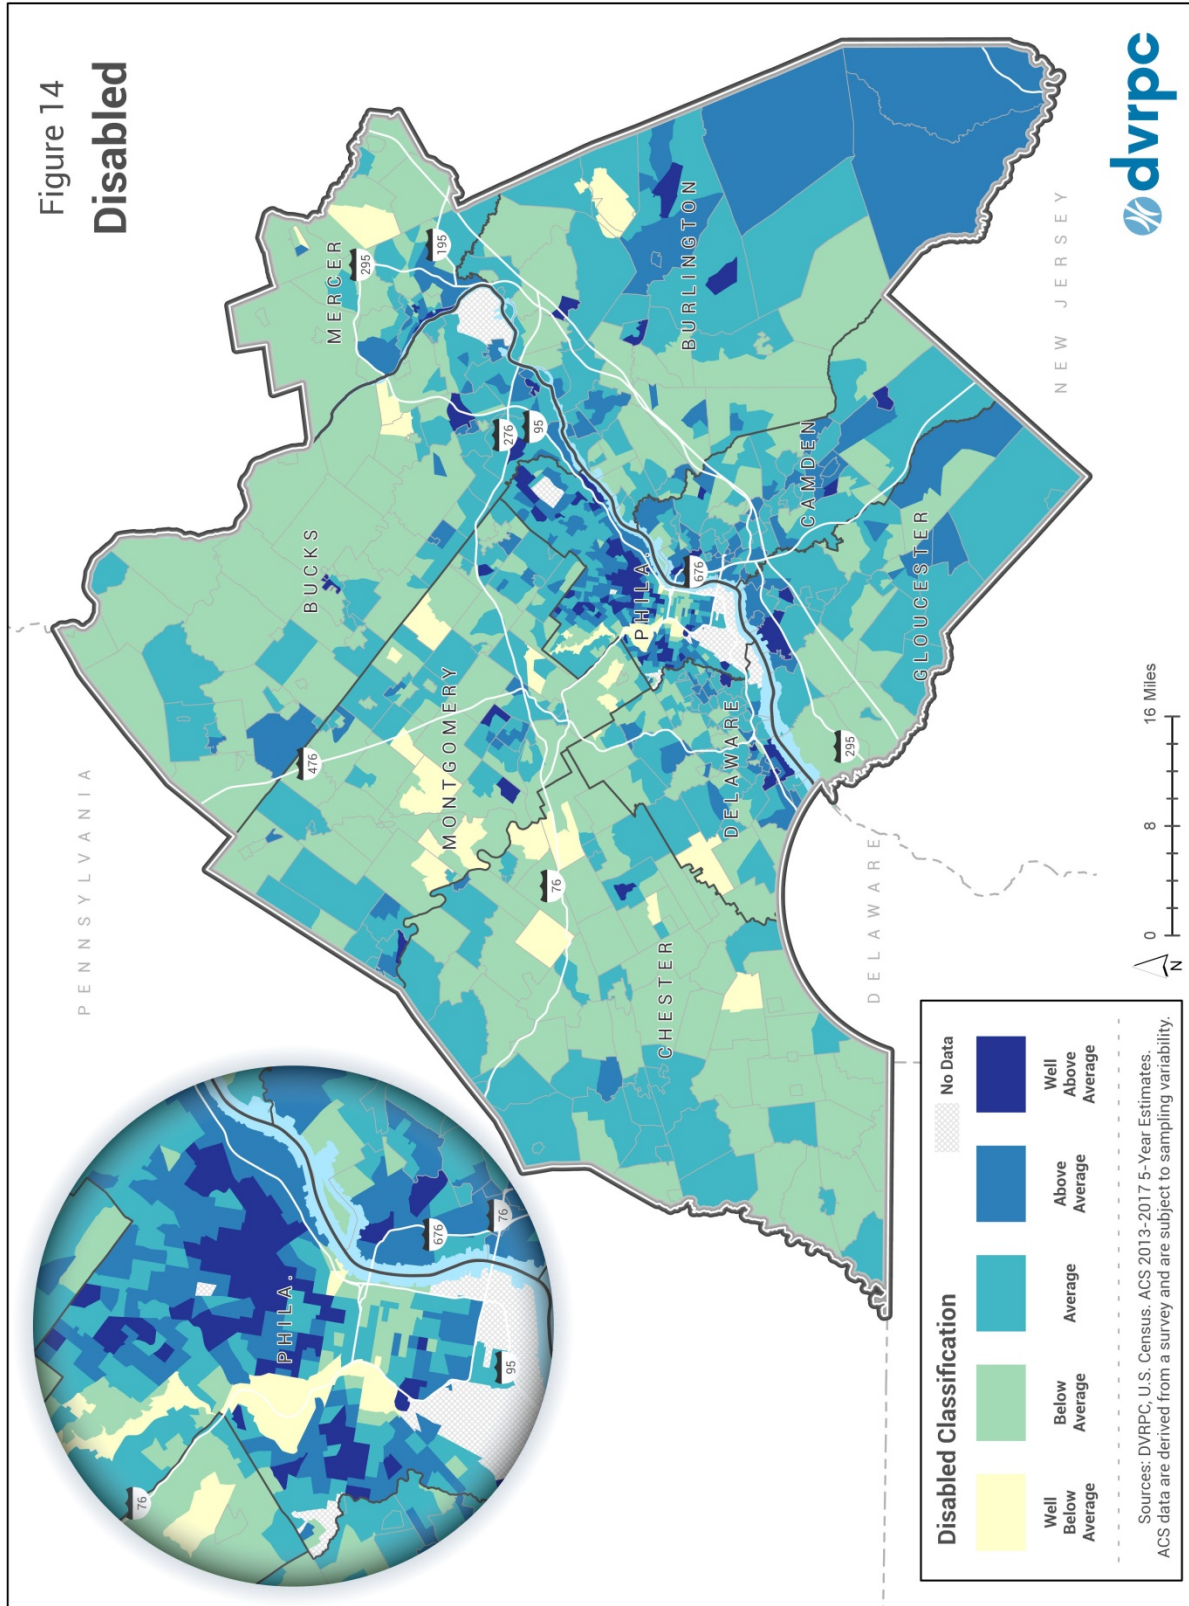 Figure 14
Disabled
PENNSYLVANIA
BUCKS
MERCER
295
195
476
MONTGOMERY
276
95
BURLINGTON
PHILA.
676
76
CHESTER
DELAWARE
CAMDEN
GLOUCESTER
295
NEW JERSEY
DELAWARE
76
PHILA.
676
76
95
Disabled Classification
No Data
Well
Below
Average
Below
Average
Average
Above
Average
Well
Above
Average
Sources: DVRPC, U.S. Census. ACS 2013-2017 5-Year Estimates.
ACS data are derived from a survey and are subject to sampling variability.
N
0 8 16 Miles
dvrpc